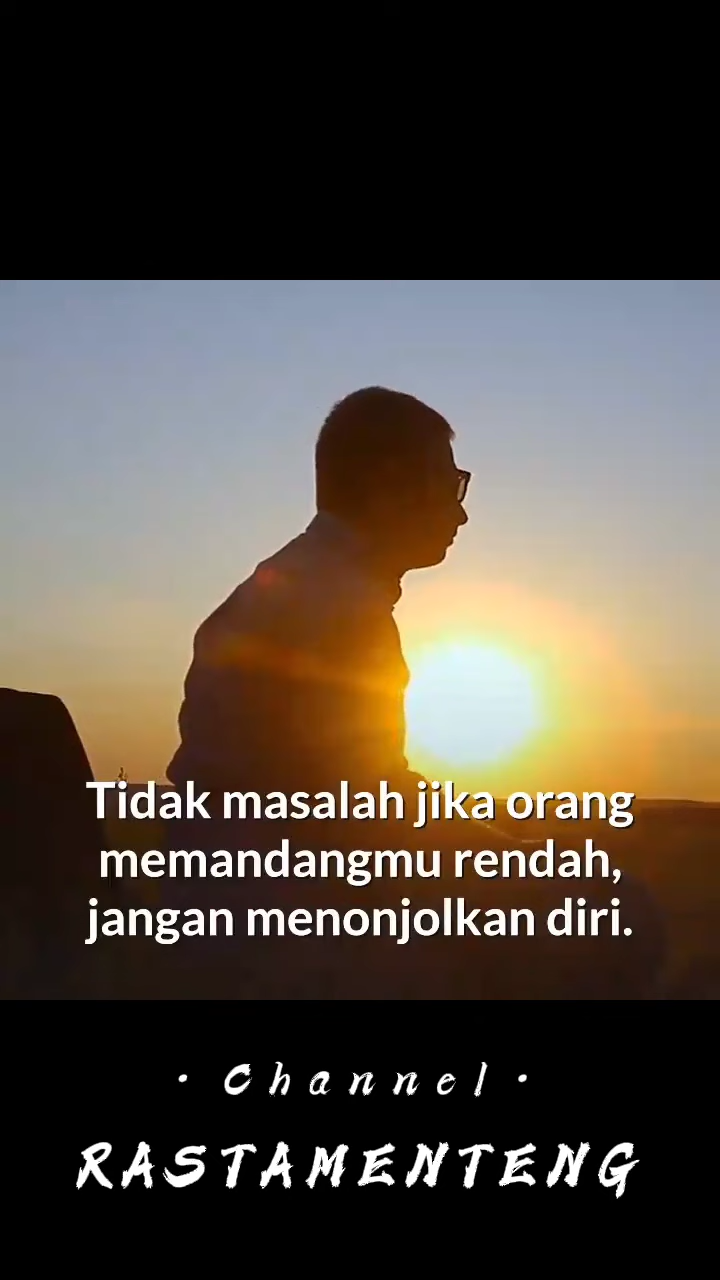 Tidak masalah jika orang
memandangmu rendah,
jangan menonjolkan diri.
• Channel •
RASTAMENTENG